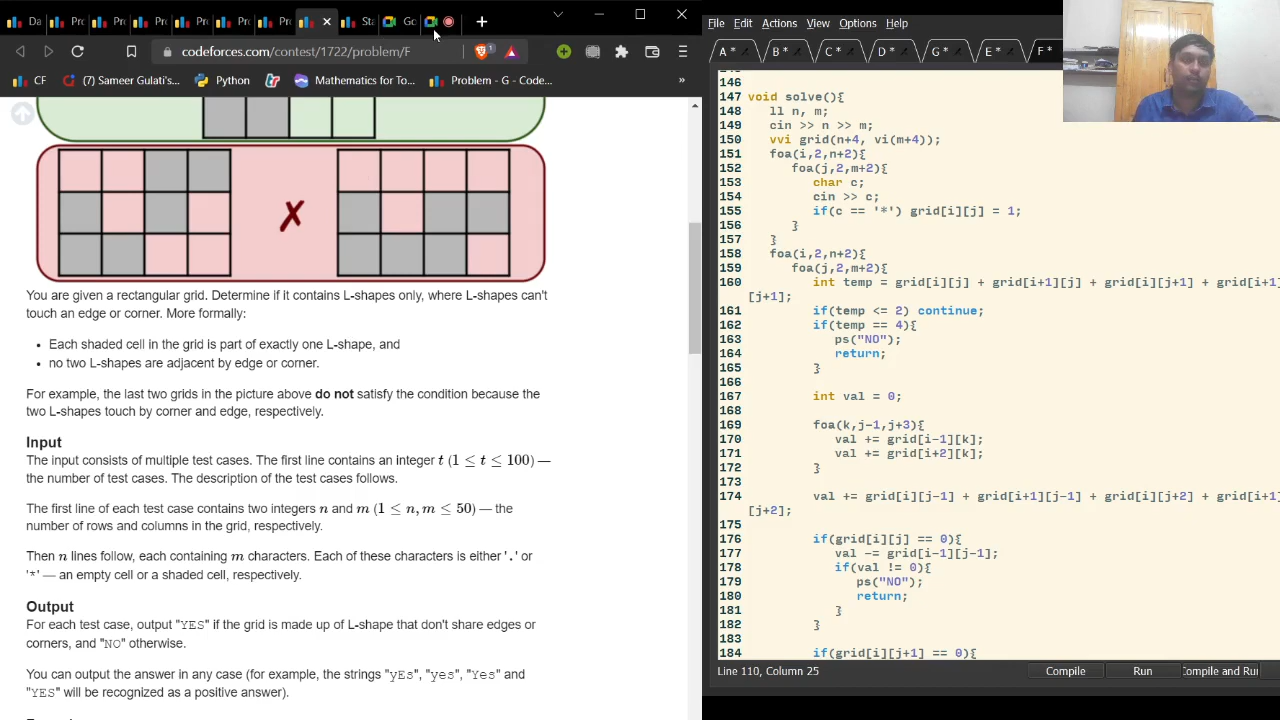 Da
Pr
Pro
Pr
Pro
Pr
Sta
Go
codeforces.com/contest/1722/problem/F
1
CF
(7) Sameer Gulati's...
Python
Mathematics for To...
Problem - G - Code...
»
✗
You are given a rectangular grid. Determine if it contains L-shapes only, where L-shapes can't
touch an edge or corner. More formally:
• Each shaded cell in the grid is part of exactly one L-shape, and
• no two L-shapes are adjacent by edge or corner.
For example, the last two grids in the picture above do not satisfy the condition because the
two L-shapes touch by corner and edge, respectively.
Input
The input consists of multiple test cases. The first line contains an integer t (1 ≤ t ≤ 100) —
the number of test cases. The description of the test cases follows.
The first line of each test case contains two integers n and m (1 ≤ n, m ≤ 50) — the
number of rows and columns in the grid, respectively.
Then n lines follow, each containing m characters. Each of these characters is either '.' or
'*' — an empty cell or a shaded cell, respectively.
Output
For each test case, output "YES" if the grid is made up of L-shape that don't share edges or
corners, and "NO" otherwise.
You can output the answer in any case (for example, the strings "yEs", "yes", "Yes" and
"YES" will be recognized as a positive answer).
File Edit Actions View Options Help
A * B * C * D * G * E * F *
146
147 void solve(){
148 ll n, m;
149 cin >> n >> m;
150 vvi grid(n+4, vi(m+4));
151 foa(i,2,n+2){
152 foa(j,2,m+2){
153 char c;
154 cin >> c;
155 if(c == '*') grid[i][j] = 1;
156 }
157 }
158 foa(i,2,n+2){
159 foa(j,2,m+2){
160 int temp = grid[i][j] + grid[i+1][j] + grid[i][j+1] + grid[i+1]
[j+1];
161 if(temp <= 2) continue;
162 if(temp == 4){
163 ps("NO");
164 return;
165 }
166
167 int val = 0;
168
169 foa(k,j-1,j+3){
170 val += grid[i-1][k];
171 val += grid[i+2][k];
172 }
173
174 val += grid[i][j-1] + grid[i+1][j-1] + grid[i][j+2] + grid[i+1]
[j+2];
175
176 if(grid[i][j] == 0){
177 val -= grid[i-1][j-1];
178 if(val != 0){
179 ps("NO");
180 return;
181 }
182 }
183
184 if(grid[i][j+1] == 0){
Line 110, Column 25
Compile
Run
Compile and Run